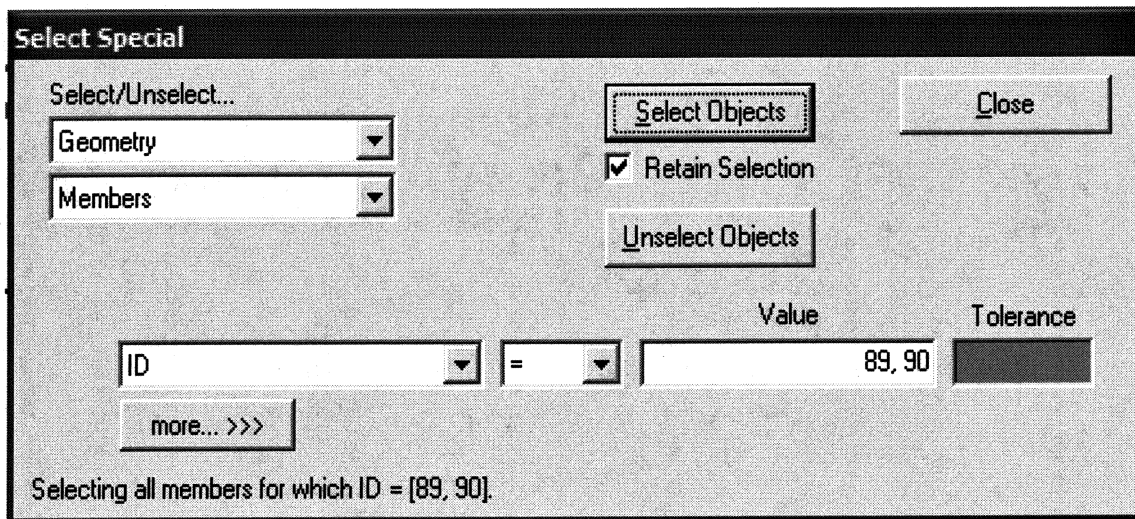 Select Special
Select/Unselect...
Geometry
Members
Select Objects
Retain Selection
Unselect Objects
Close
Value
Tolerance
ID
=
89, 90
more... >>>
Selecting all members for which ID = [89, 90].